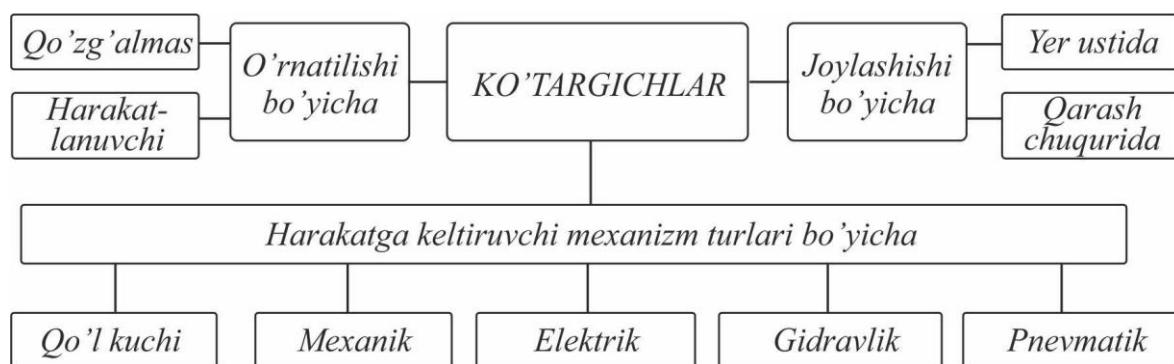 Qo’zg’almas
Harakat-
lanuvchi
O’rnatilishi
bo’yicha
KO’TARGICHLAR
Joylashishi
bo’yicha
Yer ustida
Qarash
chuqurida
Harakatga keltiruvchi mexanizm turlari bo’yicha
Qo’l kuchi
Mexanik
Elektrik
Gidravlik
Pnevmatik